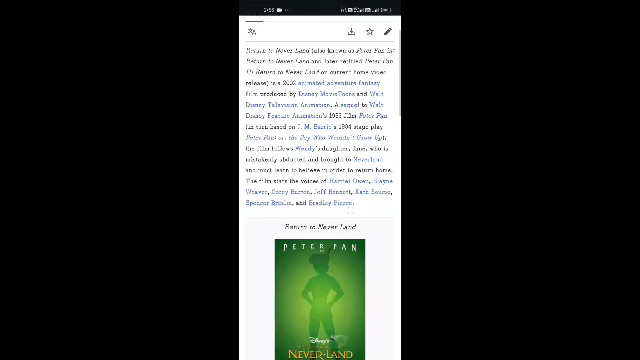 Return to Never Land (also known as Peter Pan in:
Return to Never Land and later retitled Peter Pan
II: Return to Never Land on current home video
release) is a 2002 animated adventure fantasy
film produced by Disney MovieToons and Walt
Disney Television Animation. A sequel to Walt
Disney Feature Animation's 1953 film Peter Pan
(in turn based on J. M. Barrie's 1904 stage play
Peter Pan; or, the Boy Who Wouldn't Grow Up),
the film follows Wendy's daughter, Jane, who is
mistakenly abducted and brought to Neverland
and must learn to believe in order to return home.
The film stars the voices of Harriet Owen, Blayne
Weaver, Corey Burton, Jeff Bennett, Kath Soucie,
Spencer Breslin, and Bradley Pierce.
Return to Never Land
PETER PAN
IN
Disney's
NEVER LAND